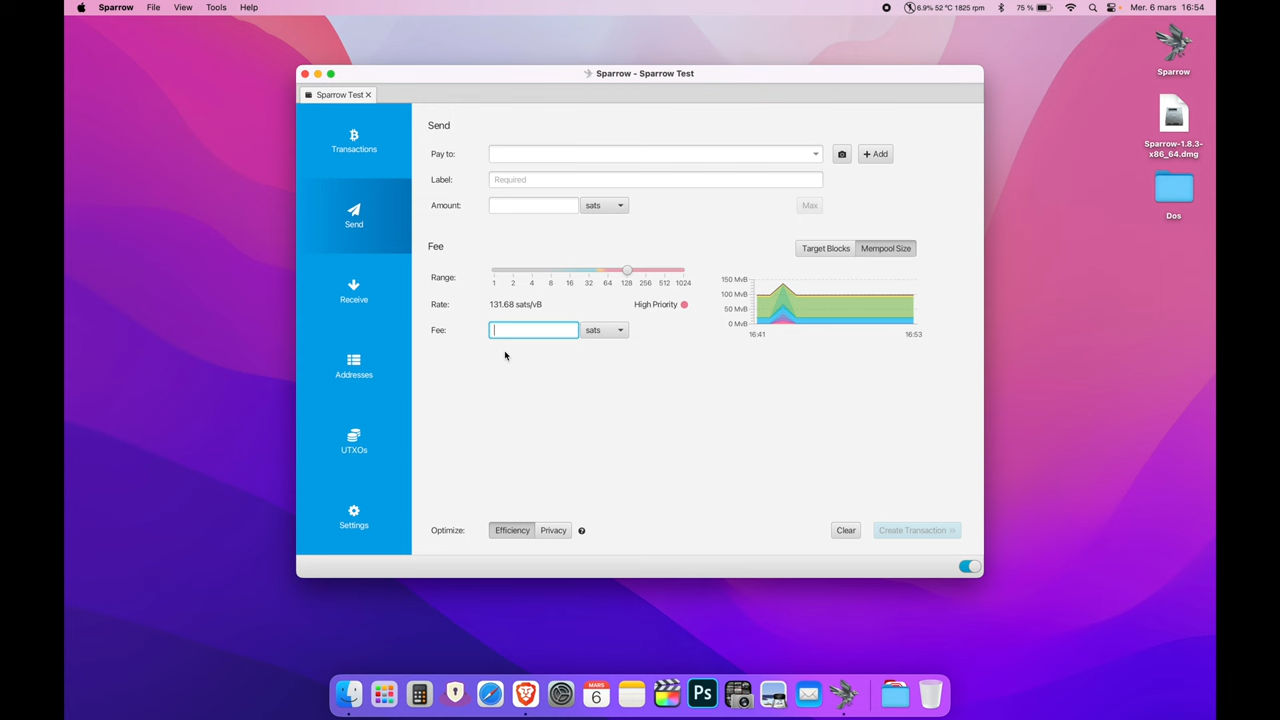 Sparrow File View Tools Help 6.9% 52 °C 1825 rpm 75 % Mer. 6 mars 16:54
Sparrow - Sparrow Test
Sparrow Test
Transactions
Send
Receive
Addresses
UTXOs
Settings
Send
Pay to:
+ Add
Label: Required
Amount: sats Max
Fee
Target Blocks Mempool Size
Range:
1 2 4 8 16 32 64 128 256 512 1024
Rate: 131.68 sats/vB High Priority
Fee: sats
150 MvB
100 MvB
50 MvB
0 MvB
16:41 16:53
Optimize: Efficiency Privacy ?
Clear Create Transaction »
Sparrow
Sparrow-1.8.3-
x86_64.dmg
Dos
MARS
6
Ps